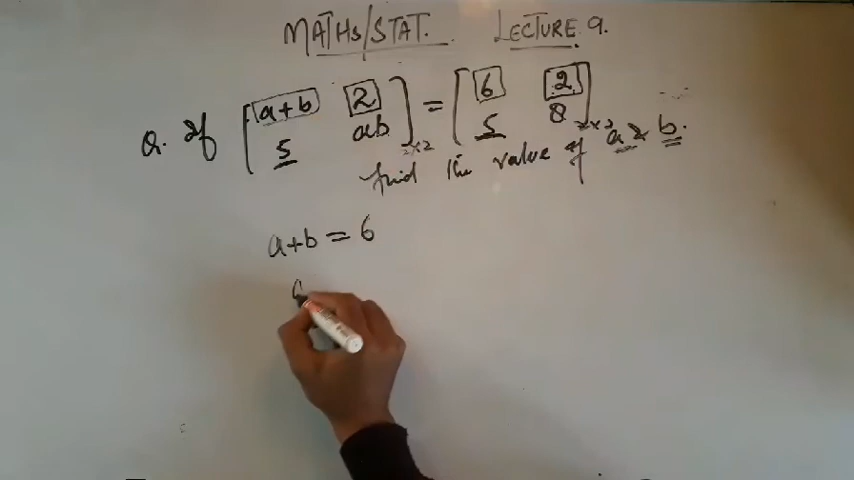 MATHs/STAT. LECTURE 9.
Q. If [a+b 2] = [6 2]
[5 ab]2×2 [5 8]2×2
find the value of a & b.
a+b = 6
a